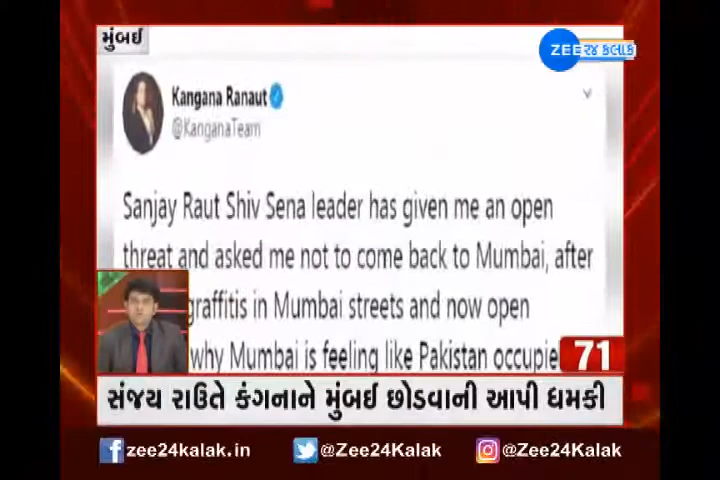 મુંબઈ
ZEE ૨૪ કલાક
Kangana Ranaut
@KanganaTeam
Sanjay Raut Shiv Sena leader has given me an open
threat and asked me not to come back to Mumbai, after
graffitis in Mumbai streets and now open
why Mumbai is feeling like Pakistan occupie
71
સંજય રાઉતે કંગનાને મુંબઈ છોડવાની આપી ધમકી
zee24kalak.in
@Zee24Kalak
@Zee24Kalak